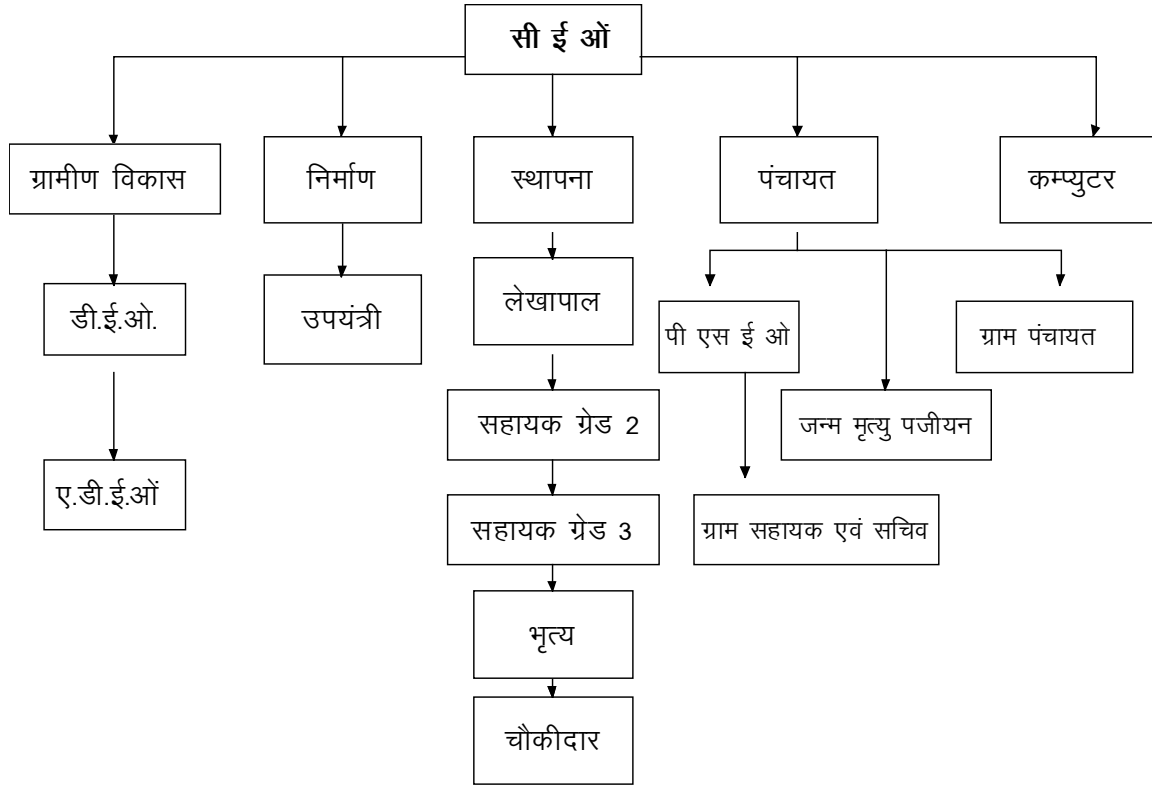 सी ई ओं
ग्रामीण विकास
निर्माण
स्थापना
पंचायत
कम्प्युटर
डी.ई.ओ.
उपयंत्री
लेखापाल
पी एस ई ओ
ग्राम पंचायत
सहायक ग्रेड 2
जन्म मृत्यु पजीयन
ए.डी.ई.ओं
सहायक ग्रेड 3
ग्राम सहायक एवं सचिव
भृत्य
चौकीदार